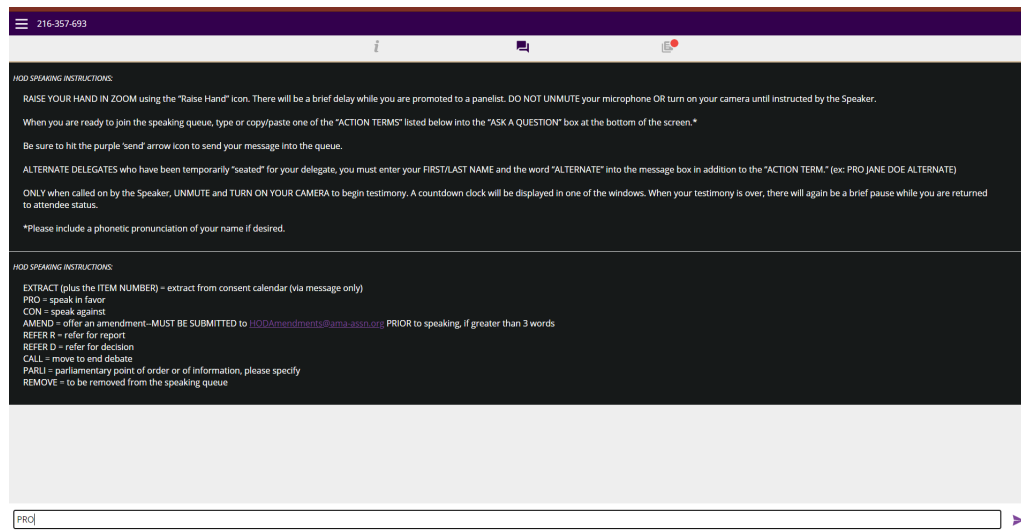 216-357-693
HOD SPEAKING INSTRUCTIONS:
RAISE YOUR HAND IN ZOOM using the "Raise Hand" icon. There will be a brief delay while you are promoted to a panelist. DO NOT UNMUTE your microphone OR turn on your camera until instructed by the Speaker.
When you are ready to join the speaking queue, type or copy/paste one of the "ACTION TERMS" listed below into the "ASK A QUESTION" box at the bottom of the screen.*
Be sure to hit the purple 'send' arrow icon to send your message into the queue.
ALTERNATE DELEGATES who have been temporarily "seated" for your delegate, you must enter your FIRST/LAST NAME and the word "ALTERNATE" into the message box in addition to the "ACTION TERM." (ex: PRO JANE DOE ALTERNATE)
ONLY when called on by the Speaker, UNMUTE and TURN ON YOUR CAMERA to begin testimony. A countdown clock will be displayed in one of the windows. When your testimony is over, there will again be a brief pause while you are returned
to attendee status.
*Please include a phonetic pronunciation of your name if desired.
HOD SPEAKING INSTRUCTIONS:
EXTRACT (plus the ITEM NUMBER) = extract from consent calendar (via message only)
PRO = speak in favor
CON = speak against
AMEND = offer an amendment--MUST BE SUBMITTED to HODAmendments@ama-assn.org PRIOR to speaking, if greater than 3 words
REFER R = refer for report
REFER D = refer for decision
CALL = move to end debate
PARLI = parliamentary point of order or of information, please specify
REMOVE = to be removed from the speaking queue
PRO